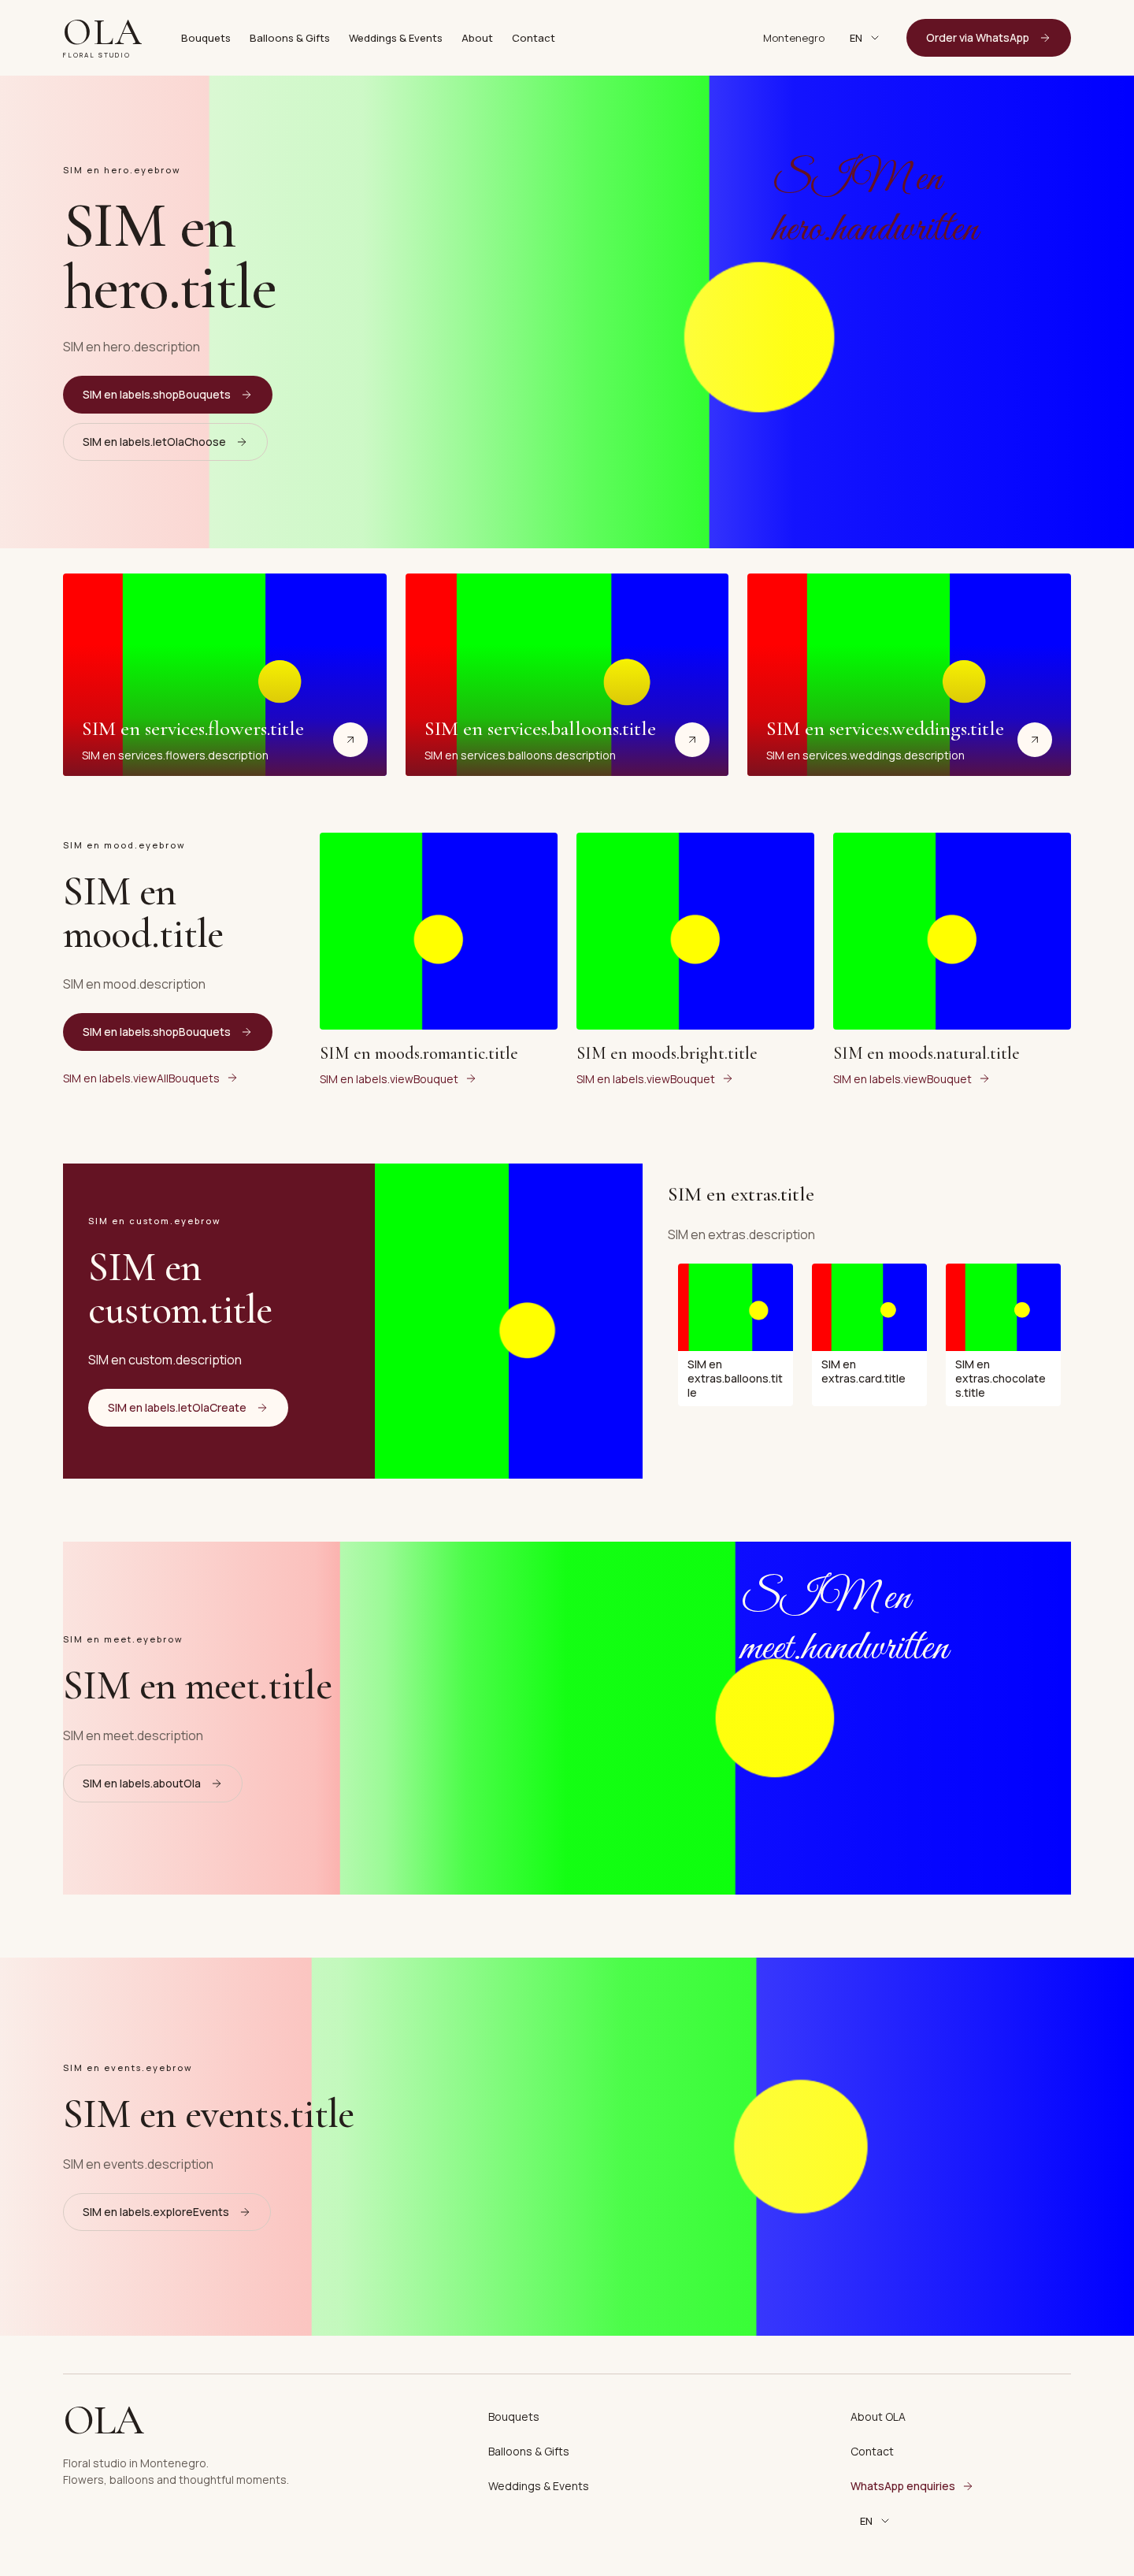 OLA
FLORAL STUDIO
Bouquets
Balloons & Gifts
Weddings & Events
About
Contact
Montenegro
EN
Order via WhatsApp
SIM en hero.eyebrow
SIM en
hero.title
SIM en hero.description
SIM en labels.shopBouquets
SIM en labels.letOlaChoose
SIM en
hero.handwritten
SIM en services.flowers.title
SIM en services.flowers.description
SIM en services.balloons.title
SIM en services.balloons.description
SIM en services.weddings.title
SIM en services.weddings.description
SIM en mood.eyebrow
SIM en
mood.title
SIM en mood.description
SIM en labels.shopBouquets
SIM en labels.viewAllBouquets
SIM en moods.romantic.title
SIM en labels.viewBouquet
SIM en moods.bright.title
SIM en labels.viewBouquet
SIM en moods.natural.title
SIM en labels.viewBouquet
SIM en custom.eyebrow
SIM en
custom.title
SIM en custom.description
SIM en labels.letOlaCreate
SIM en extras.title
SIM en extras.description
SIM en
extras.balloons.tit
le
SIM en
extras.card.title
SIM en
extras.chocolate
s.title
SIM en meet.eyebrow
SIM en meet.title
SIM en meet.description
SIM en labels.aboutOla
SIM en
meet.handwritten
SIM en events.eyebrow
SIM en events.title
SIM en events.description
SIM en labels.exploreEvents
OLA
Floral studio in Montenegro.
Flowers, balloons and thoughtful moments.
Bouquets
Balloons & Gifts
Weddings & Events
About OLA
Contact
WhatsApp enquiries
EN